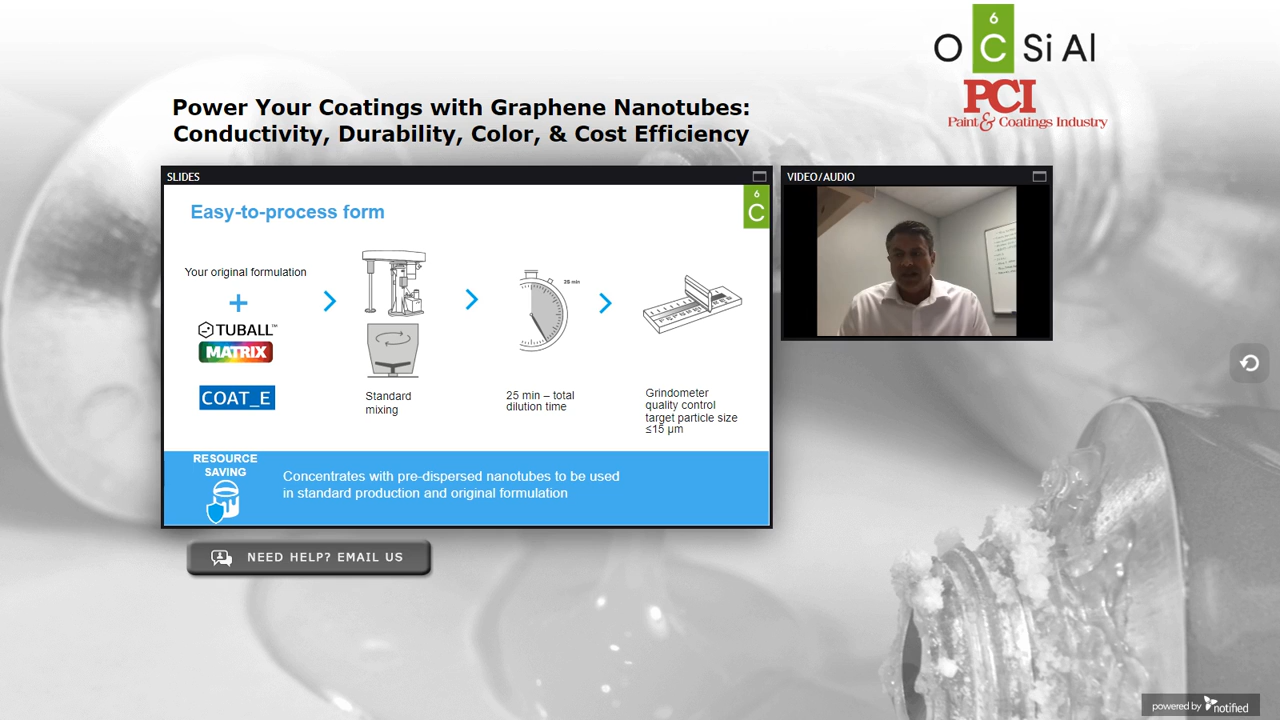 6
O C Si Al
PCI
Paint & Coatings Industry
Power Your Coatings with Graphene Nanotubes:
Conductivity, Durability, Color, & Cost Efficiency
SLIDES
VIDEO/AUDIO
Easy-to-process form
6
C
Your original formulation
+
TUBALL™
MATRIX
COAT_E
25 min
Standard
mixing
25 min – total
dilution time
Grindometer
quality control
target particle size
≤15 µm
RESOURCE
SAVING
Concentrates with pre-dispersed nanotubes to be used
in standard production and original formulation
NEED HELP? EMAIL US
powered by notified